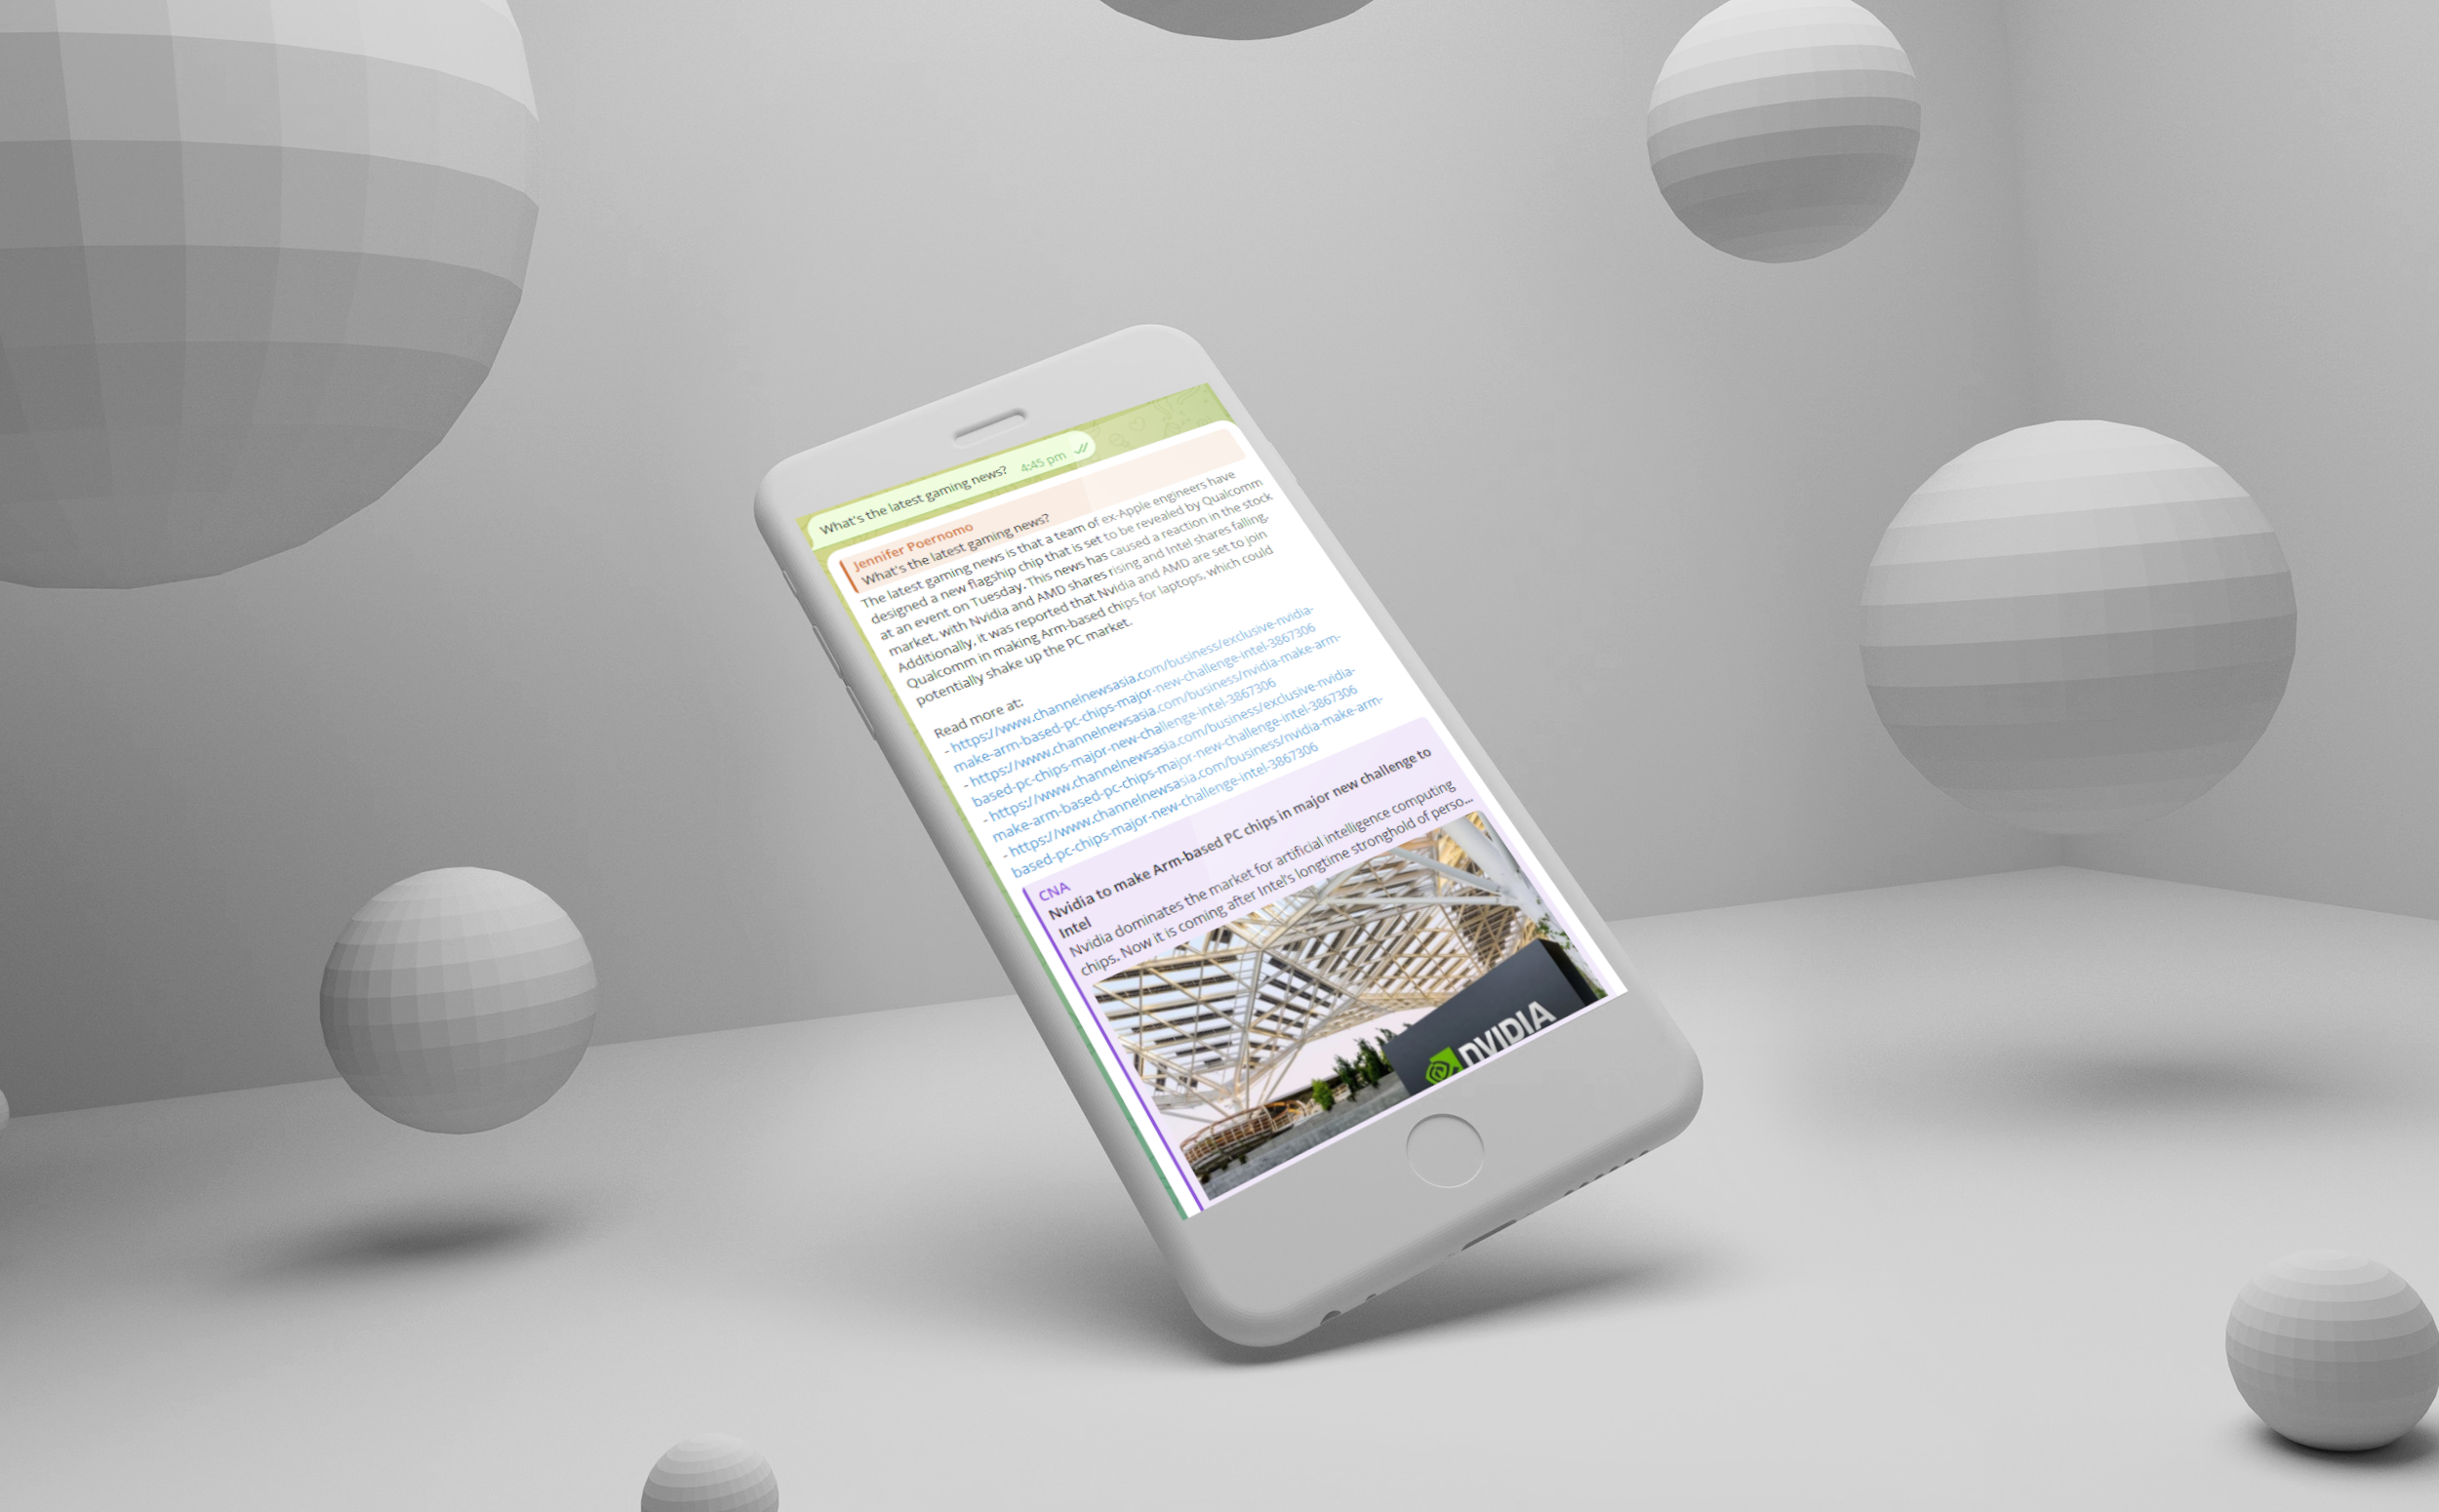 What's the latest gaming news? 4:45 pm
Jennifer Poernomo
What's the latest gaming news?
The latest gaming news is that a team of ex-Apple engineers have
designed a new flagship chip that is set to be revealed by Qualcomm
at an event on Tuesday. This news has caused a reaction in the stock
market, with Nvidia and AMD shares rising and Intel shares falling.
Additionally, it was reported that Nvidia and AMD are set to join
Qualcomm in making Arm-based chips for laptops, which could
potentially shake up the PC market.
Read more at:
- https://www.channelnewsasia.com/business/exclusive-nvidia-
make-arm-based-pc-chips-major-new-challenge-intel-3867306
- https://www.channelnewsasia.com/business/nvidia-make-arm-
based-pc-chips-major-new-challenge-intel-3867306
- https://www.channelnewsasia.com/business/exclusive-nvidia-
make-arm-based-pc-chips-major-new-challenge-intel-3867306
- https://www.channelnewsasia.com/business/nvidia-make-arm-
based-pc-chips-major-new-challenge-intel-3867306
CNA
Nvidia to make Arm-based PC chips in major new challenge to
Intel
Nvidia dominates the market for artificial intelligence computing
chips. Now it is coming after Intel's longtime stronghold of perso...
NVIDIA